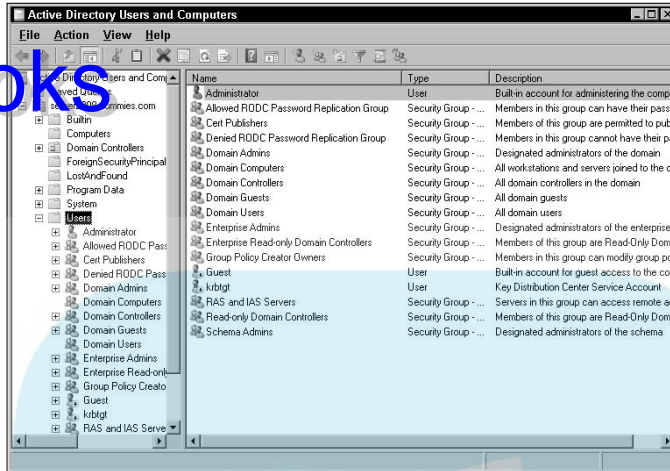 Active Directory Users and Computers
File Action View Help
oks
Active Directory Users and Comp
Saved Queries
mies.com
Builtin
Computers
Domain Controllers
ForeignSecurityPrincipal
LostAndFound
Program Data
System
Users
Administrator
Allowed RODC Pass
Cert Publishers
Denied RODC Pass
Domain Admins
Domain Computers
Domain Controllers
Domain Guests
Domain Users
Enterprise Admins
Enterprise Read-onl
Group Policy Creato
Guest
krbtgt
RAS and IAS Serve
Name Type Description
Administrator User Built-in account for administering the comp
Allowed RODC Password Replication Group Security Group - ... Members in this group can have their pass
Cert Publishers Security Group - ... Members of this group are permitted to pub
Denied RODC Password Replication Group Security Group - ... Members in this group cannot have their p
Domain Admins Security Group - ... Designated administrators of the domain
Domain Computers Security Group - ... All workstations and servers joined to the d
Domain Controllers Security Group - ... All domain controllers in the domain
Domain Guests Security Group - ... All domain guests
Domain Users Security Group - ... All domain users
Enterprise Admins Security Group - ... Designated administrators of the enterprise
Enterprise Read-only Domain Controllers Security Group - ... Members of this group are Read-Only Dom
Group Policy Creator Owners Security Group - ... Members in this group can modify group po
Guest User Built-in account for guest access to the co
krbtgt User Key Distribution Center Service Account
RAS and IAS Servers Security Group - ... Servers in this group can access remote a
Read-only Domain Controllers Security Group - ... Members of this group are Read-Only Dom
Schema Admins Security Group - ... Designated administrators of the schema